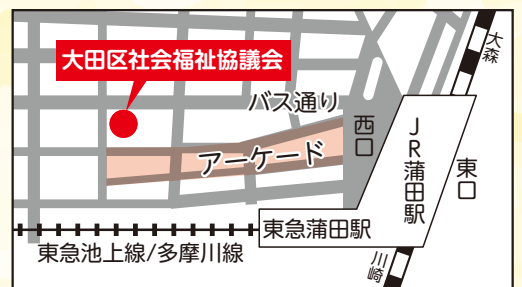 大田区社会福祉協議会
大森
バス通り
西口
JR蒲田駅
東口
アーケード
東急蒲田駅
東急池上線/多摩川線
川崎